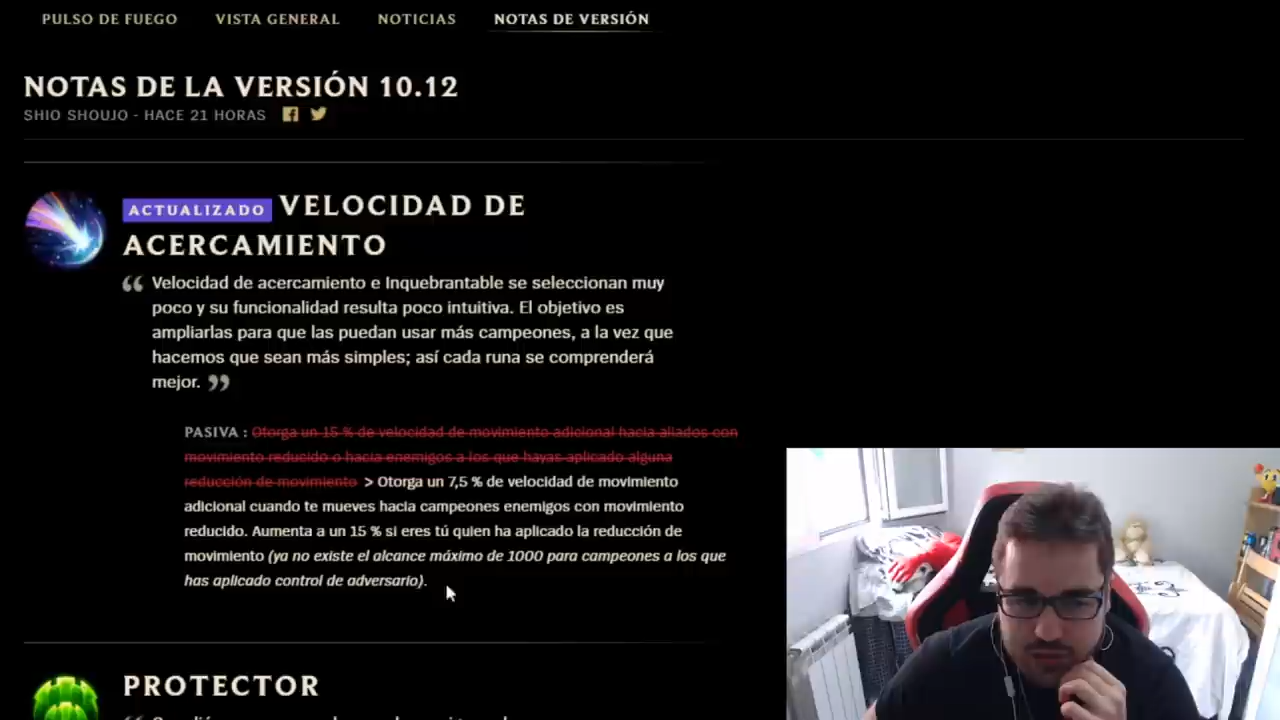 PULSO DE FUEGO VISTA GENERAL NOTICIAS NOTAS DE VERSIÓN
NOTAS DE LA VERSIÓN 10.12
SHIO SHOUJO - HACE 21 HORAS
ACTUALIZADO VELOCIDAD DE
ACERCAMIENTO
“ Velocidad de acercamiento e Inquebrantable se seleccionan muy
poco y su funcionalidad resulta poco intuitiva. El objetivo es
ampliarlas para que las puedan usar más campeones, a la vez que
hacemos que sean más simples; así cada runa se comprenderá
mejor. ”
PASIVA : Otorga un 15 % de velocidad de movimiento adicional hacia aliados con
movimiento reducido o hacia enemigos a los que hayas aplicado alguna
reducción de movimiento > Otorga un 7,5 % de velocidad de movimiento
adicional cuando te mueves hacia campeones enemigos con movimiento
reducido. Aumenta a un 15 % si eres tú quien ha aplicado la reducción de
movimiento (ya no existe el alcance máximo de 1000 para campeones a los que
has aplicado control de adversario).
PROTECTOR